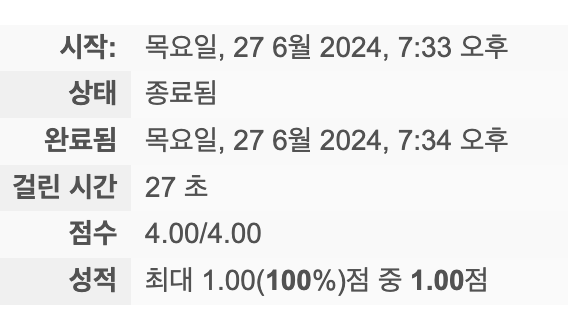 시작: 목요일, 27 6월 2024, 7:33 오후
상태 종료됨
완료됨 목요일, 27 6월 2024, 7:34 오후
걸린 시간 27 초
점수 4.00/4.00
성적 최대 1.00(100%)점 중 1.00점